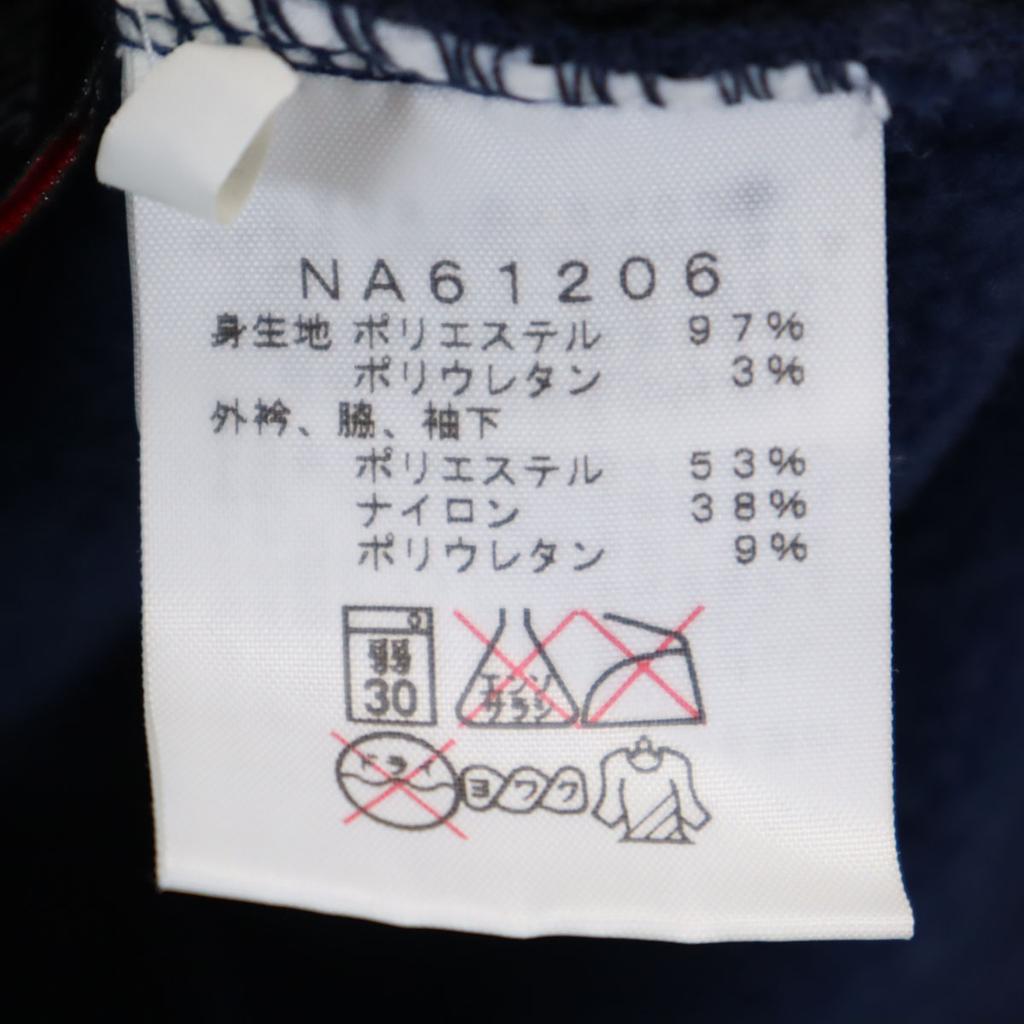 NA61206
身生地 ポリエステル 97%
ポリウレタン 3%
外衿、脇、袖下
ポリエステル 53%
ナイロン 38%
ポリウレタン 9%
弱
30
エンソ
サラシ
ドライ
ヨワク